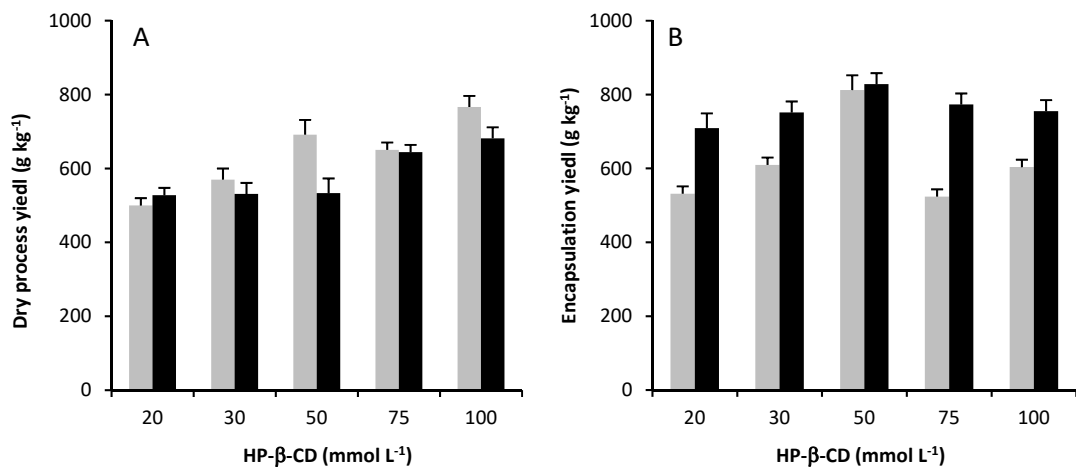 A
Dry process yiedl (g kg⁻¹)
1000
800
600
400
200
0
20 30 50 75 100
HP-β-CD (mmol L⁻¹)
B
Encapsulation yiedl (g kg⁻¹)
1000
800
600
400
200
0
20 30 50 75 100
HP-β-CD (mmol L⁻¹)